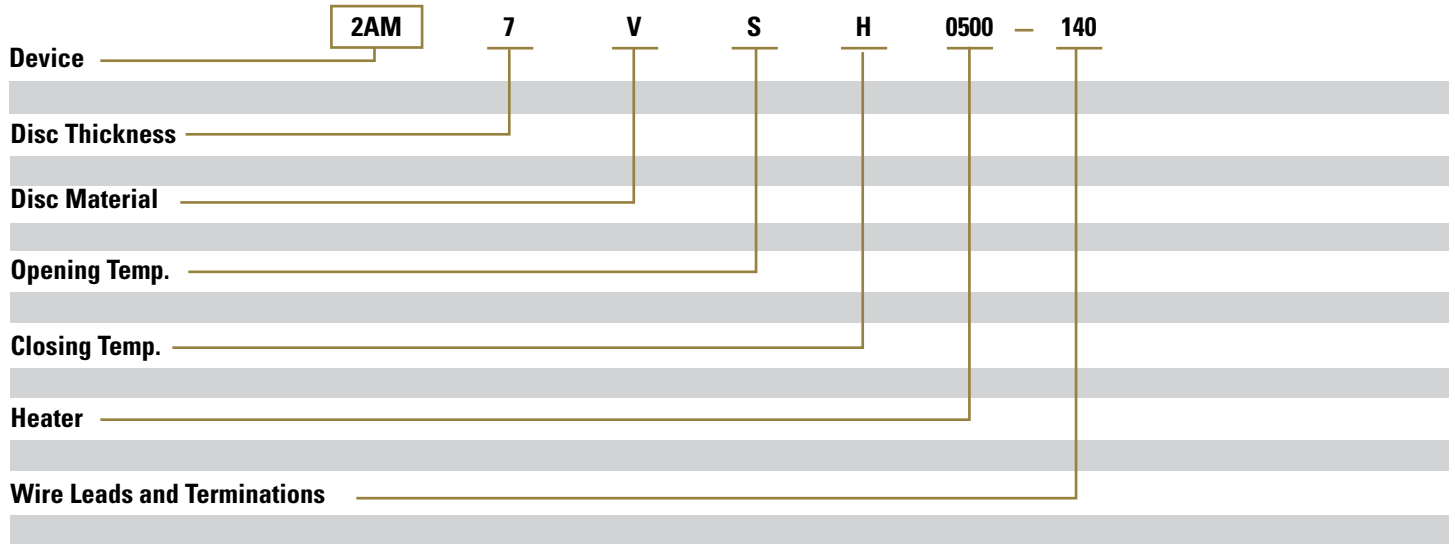 2AM 7 V S H 0500 – 140
Device
Disc Thickness
Disc Material
Opening Temp.
Closing Temp.
Heater
Wire Leads and Terminations